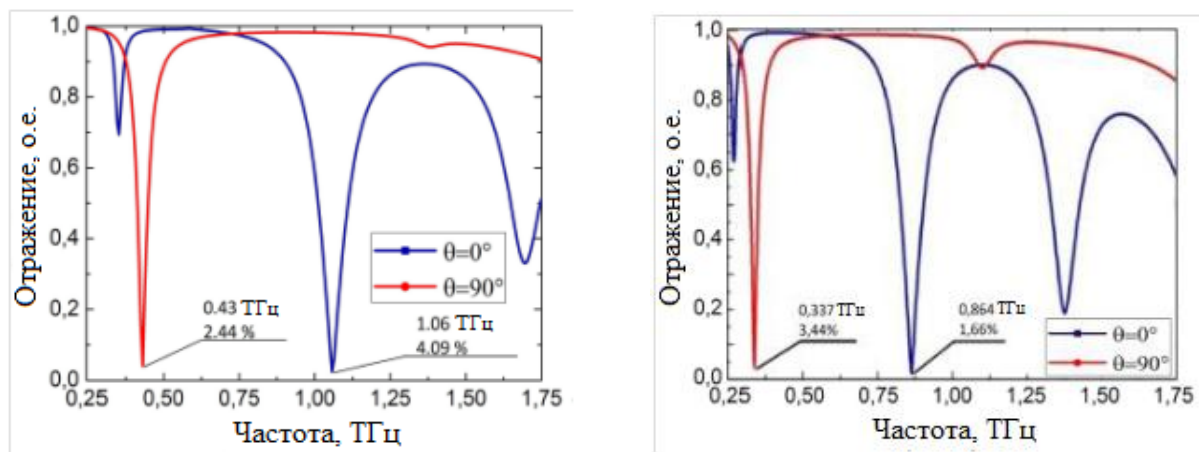 1,0
0,8
0,6
0,4
0,2
0,0
Отражение, о.е.
θ=0°
θ=90°
0.43 ТГц
2.44 %
1.06 ТГц
4.09 %
0,25 0,50 0,75 1,00 1,25 1,50 1,75
Частота, ТГц
1,0
0,8
0,6
0,4
0,2
0,0
Отражение, о.е.
0,337 ТГц
3,44%
0,864 ТГц
1,66%
θ=0°
θ=90°
0,25 0,50 0,75 1,00 1,25 1,50 1,75
Частота, ТГц